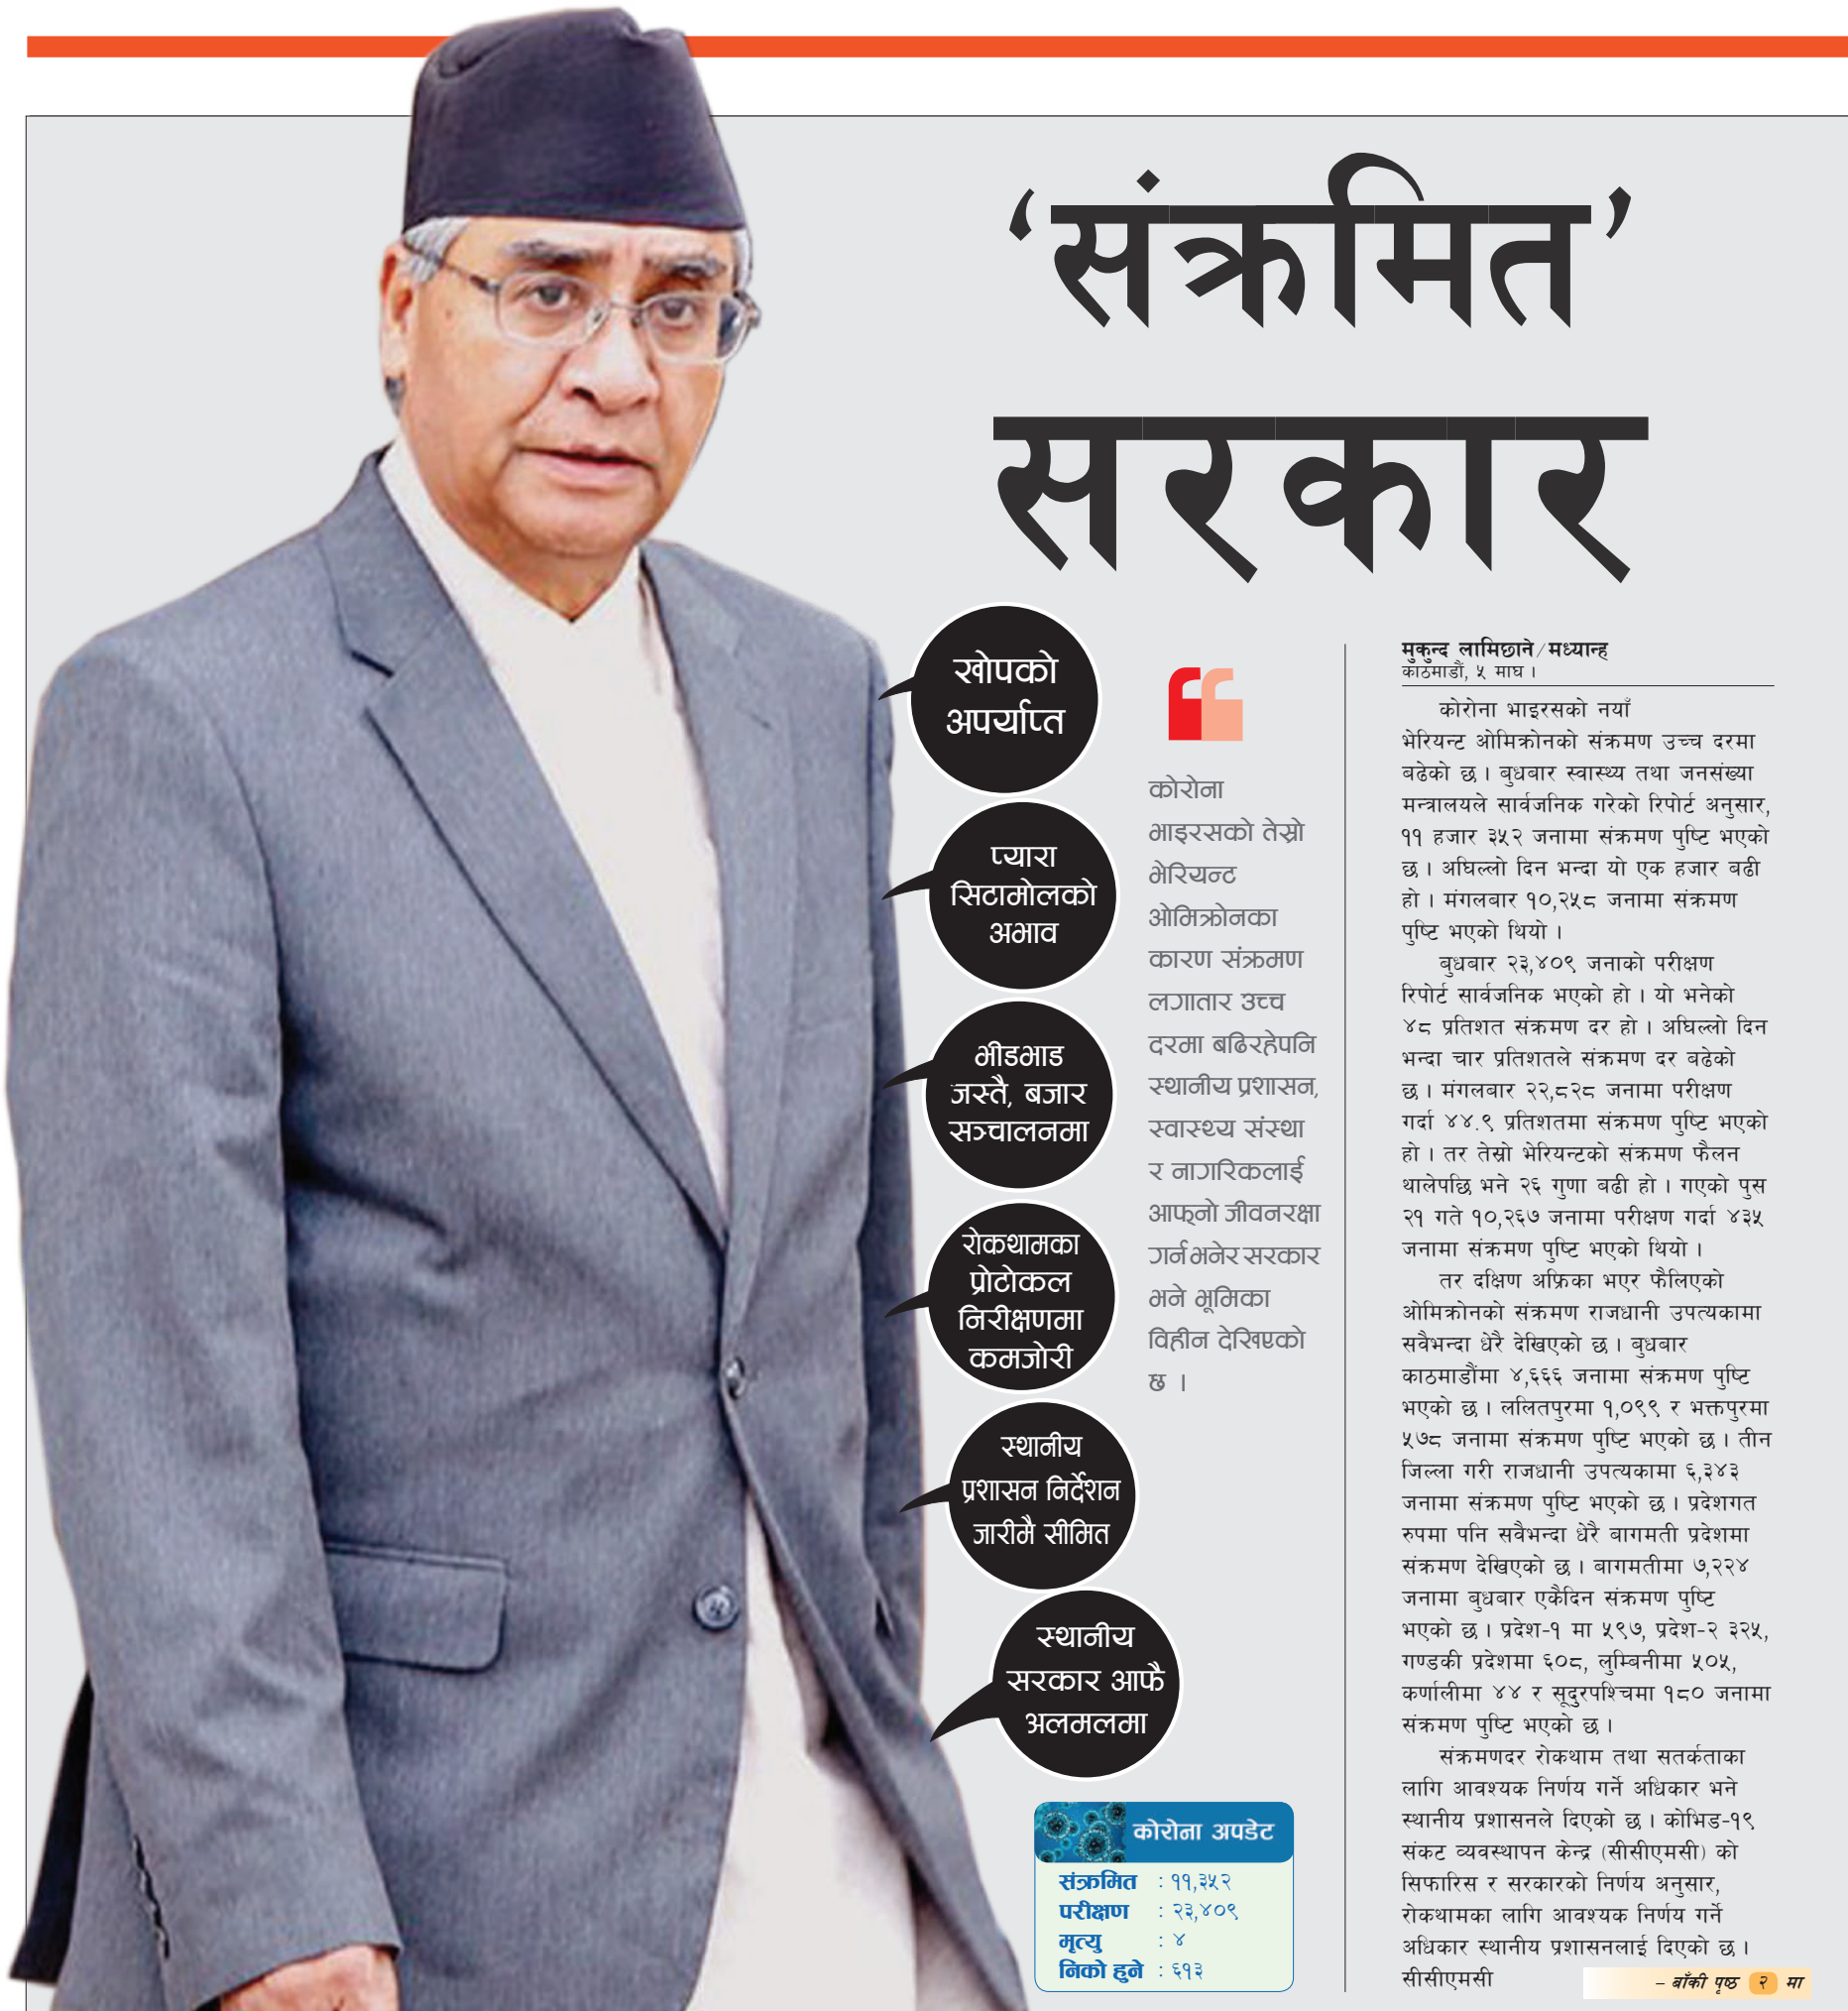 ‘संक्रमित’
सरकार
खोपको
अपर्याप्त
प्यारा
सिटामोलको
अभाव
भीडभाड
जस्तै, बजार
सञ्चालनमा
रोकथामका
प्रोटोकल
निरीक्षणमा
कमजोरी
स्थानीय
प्रशासन निर्देशन
जारीमै सीमित
स्थानीय
सरकार आफै
अलमलमा
कोरोना
भाइरसको तेस्रो
भेरियन्ट
ओमिक्रोनका
कारण संक्रमण
लगातार उच्च
दरमा बढिरहेपनि
स्थानीय प्रशासन,
स्वास्थ्य संस्था
र नागरिकलाई
आफ्नो जीवनरक्षा
गर्न भनेर सरकार
भने भूमिका
विहीन देखिएको
छ ।
कोरोना अपडेट
संक्रमित : ११,३५२
परीक्षण : २३,४०९
मृत्यु : ४
निको हुने : ६१३
मुकुन्द लामिछाने/मध्यान्ह
काठमाडौं, ५ माघ ।
कोरोना भाइरसको नयाँ
भेरियन्ट ओमिक्रोनको संक्रमण उच्च दरमा
बढेको छ । बुधबार स्वास्थ्य तथा जनसंख्या
मन्त्रालयले सार्वजनिक गरेको रिपोर्ट अनुसार,
११ हजार ३५२ जनामा संक्रमण पुष्टि भएको
छ । अघिल्लो दिन भन्दा यो एक हजार बढी
हो । मंगलबार १०,२५८ जनामा संक्रमण
पुष्टि भएको थियो ।
बुधबार २३,४०९ जनाको परीक्षण
रिपोर्ट सार्वजनिक भएको हो । यो भनेको
४८ प्रतिशत संक्रमण दर हो । अघिल्लो दिन
भन्दा चार प्रतिशतले संक्रमण दर बढेको
छ । मंगलबार २२,८२८ जनामा परीक्षण
गर्दा ४४.९ प्रतिशतमा संक्रमण पुष्टि भएको
हो । तर तेस्रो भेरियन्टको संक्रमण फैलन
थालेपछि भने २६ गुणा बढी हो । गएको पुस
२१ गते १०,२६७ जनामा परीक्षण गर्दा ४३५
जनामा संक्रमण पुष्टि भएको थियो ।
तर दक्षिण अफ्रिका भएर फैलिएको
ओमिक्रोनको संक्रमण राजधानी उपत्यकामा
सवैभन्दा धेरै देखिएको छ । बुधबार
काठमाडौंमा ४,६६६ जनामा संक्रमण पुष्टि
भएको छ । ललितपुरमा १,०९९ र भक्तपुरमा
५७८ जनामा संक्रमण पुष्टि भएको छ । तीन
जिल्ला गरी राजधानी उपत्यकामा ६,३४३
जनामा संक्रमण पुष्टि भएको छ । प्रदेशगत
रुपमा पनि सवैभन्दा धेरै बागमती प्रदेशमा
संक्रमण देखिएको छ । बागमतीमा ७,२२४
जनामा बुधबार एकैदिन संक्रमण पुष्टि
भएको छ । प्रदेश-१ मा ५९७, प्रदेश-२ ३२५,
गण्डकी प्रदेशमा ६०८, लुम्बिनीमा ५०५,
कर्णालीमा ४४ र सूदुरपश्चिमा १८० जनामा
संक्रमण पुष्टि भएको छ ।
संक्रमणदर रोकथाम तथा सतर्कताका
लागि आवश्यक निर्णय गर्ने अधिकार भने
स्थानीय प्रशासनले दिएको छ । कोभिड-१९
संकट व्यवस्थापन केन्द्र (सीसीएमसी) को
सिफारिस र सरकारको निर्णय अनुसार,
रोकथामका लागि आवश्यक निर्णय गर्ने
अधिकार स्थानीय प्रशासनलाई दिएको छ ।
सीसीएमसी
– बाँकी पृष्ठ २ मा